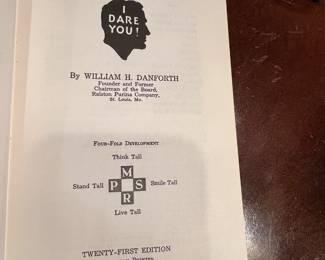 I
DARE
YOU!
By WILLIAM H. DANFORTH
Founder and Former
Chairman of the Board,
Ralston Purina Company,
St. Louis, Mo.
Four-Fold Development
Think Tall
Stand Tall
M
P S
R
Smile Tall
Live Tall
TWENTY-FIRST EDITION